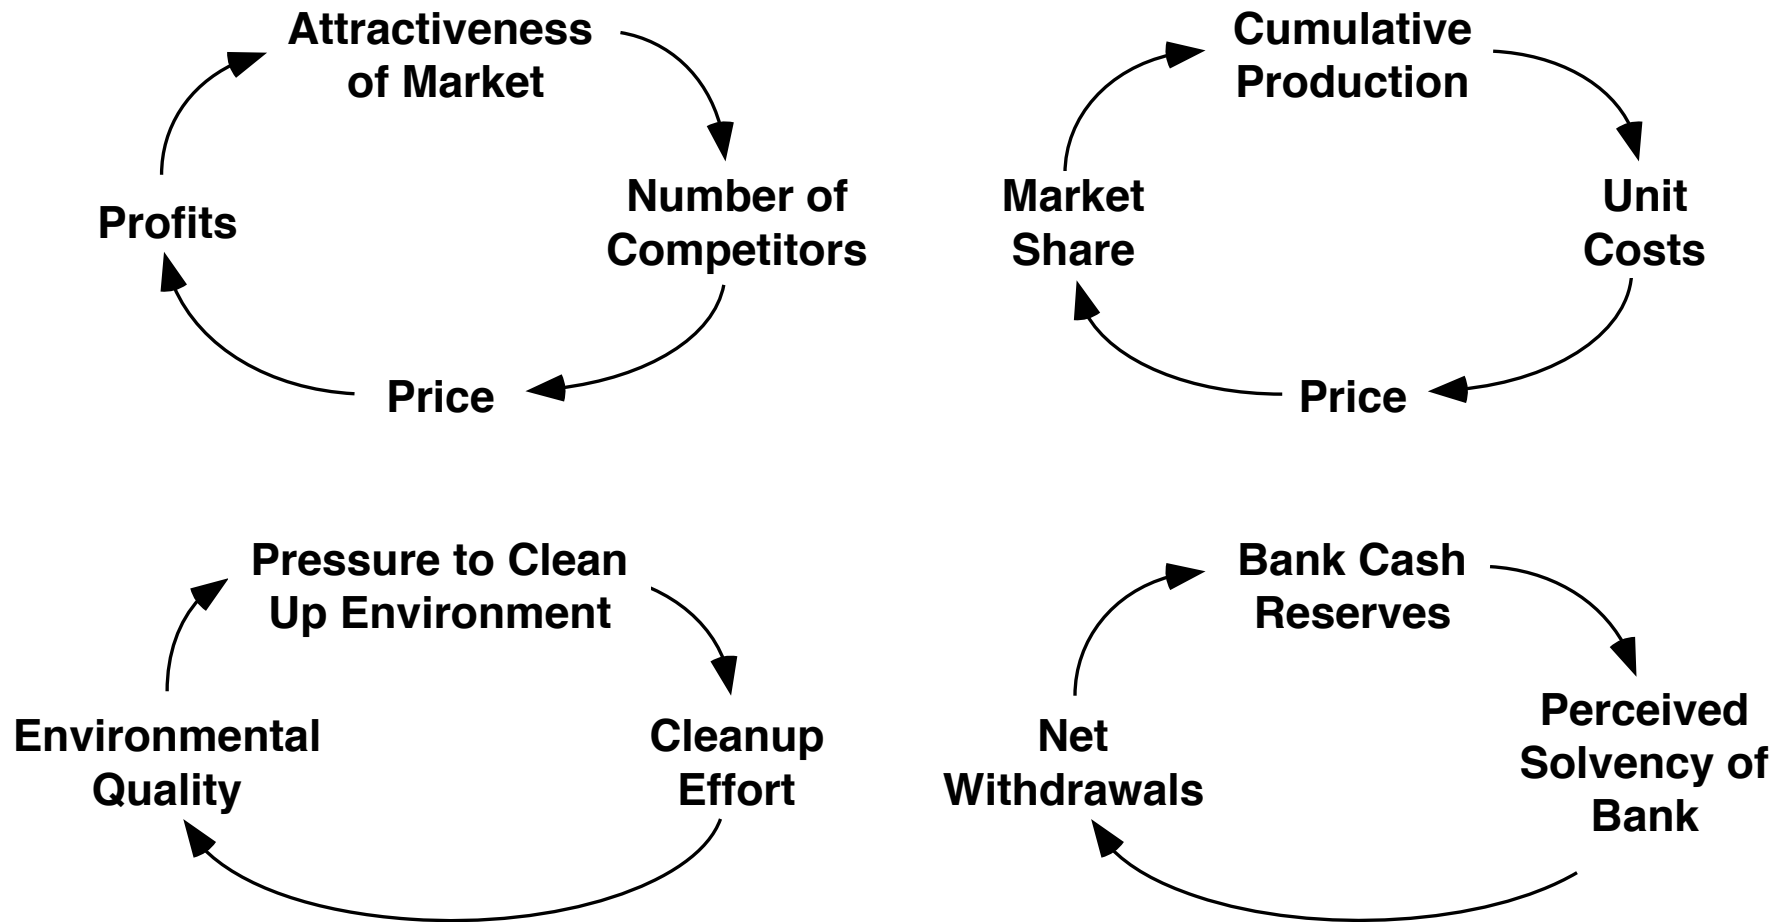 Attractiveness
of Market
Number of
Competitors
Price
Profits
Cumulative
Production
Unit
Costs
Price
Market
Share
Pressure to Clean
Up Environment
Cleanup
Effort
Environmental
Quality
Bank Cash
Reserves
Perceived
Solvency of
Bank
Net
Withdrawals